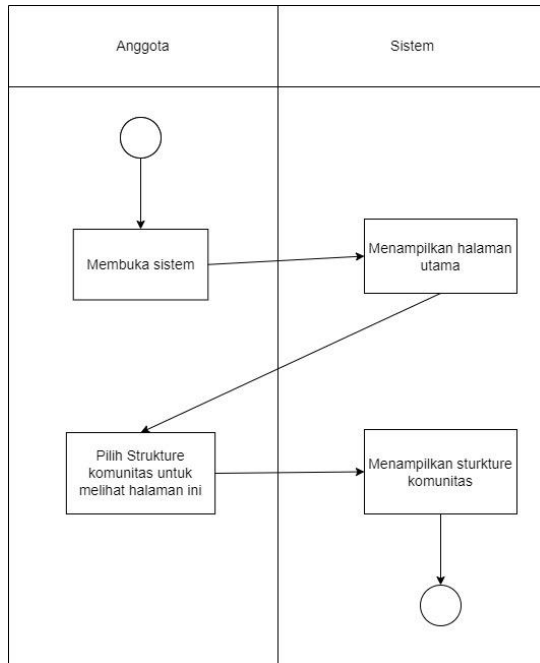 Anggota
Sistem
Membuka sistem
Menampilkan halaman
utama
Pilih Strukture
komunitas untuk
melihat halaman ini
Menampilkan sturkture
komunitas